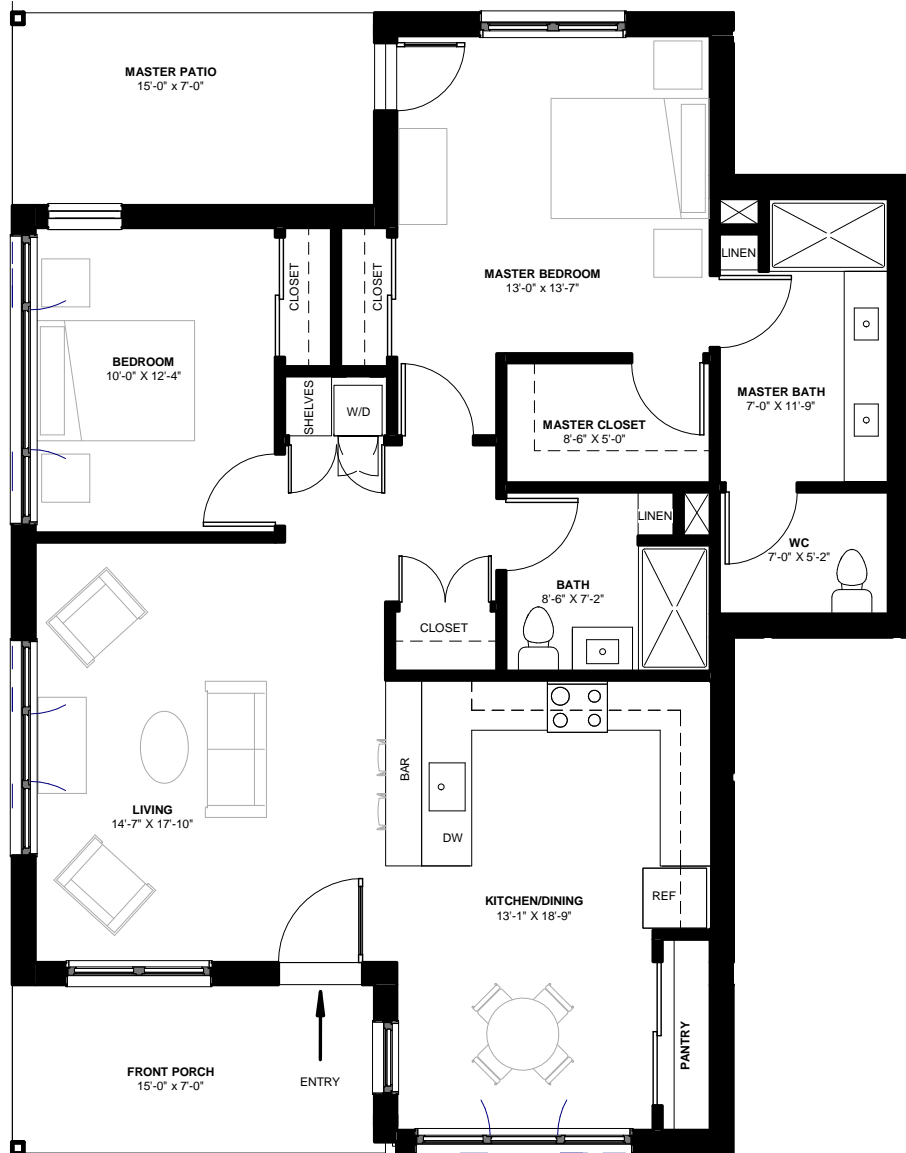 MASTER PATIO
15'-0" x 7'-0"
LINEN
CLOSET
CLOSET
MASTER BEDROOM
13'-0" x 13'-7"
BEDROOM
10'-0" X 12'-4"
SHELVES
W/D
MASTER BATH
7'-0" X 11'-9"
MASTER CLOSET
8'-6" X 5'-0"
LINEN
WC
7'-0" X 5'-2"
BATH
8'-6" X 7'-2"
CLOSET
BAR
LIVING
14'-7" X 17'-10"
DW
REF
KITCHEN/DINING
13'-1" X 18'-9"
PANTRY
FRONT PORCH
15'-0" x 7'-0"
ENTRY